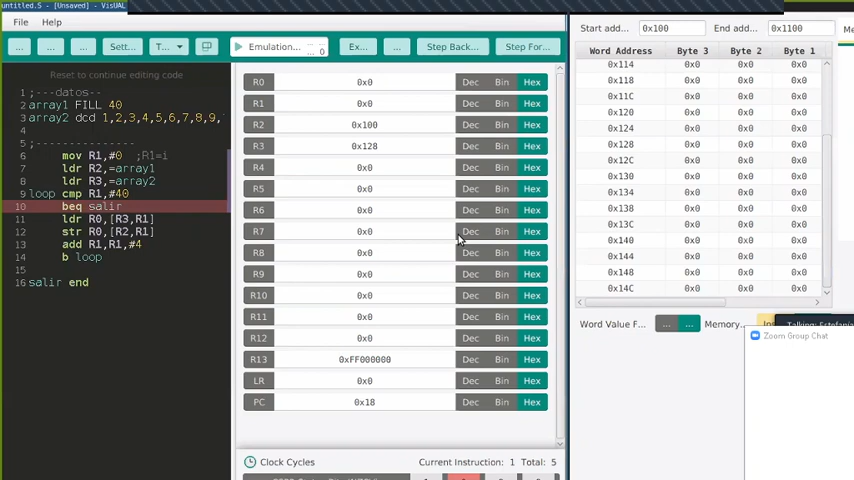 untitled.S - [Unsaved] - VisUAL
File Help
... ... ... Sett... T... Emulation... ... 0 Ex... ... Step Back... Step For...
Reset to continue editing code
1 ;---datos--
2 array1 FILL 40
3 array2 dcd 1,2,3,4,5,6,7,8,9,
5 ;---------------
6 mov R1,#0 ;R1=i
7 ldr R2,=array1
8 ldr R3,=array2
9 loop cmp R1,#40
10 beq salir
11 ldr R0,[R3,R1]
12 str R0,[R2,R1]
13 add R1,R1,#4
14 b loop
16 salir end
R0 0x0 Dec Bin Hex
R1 0x0 Dec Bin Hex
R2 0x100 Dec Bin Hex
R3 0x128 Dec Bin Hex
R4 0x0 Dec Bin Hex
R5 0x0 Dec Bin Hex
R6 0x0 Dec Bin Hex
R7 0x0 Dec Bin Hex
R8 0x0 Dec Bin Hex
R9 0x0 Dec Bin Hex
R10 0x0 Dec Bin Hex
R11 0x0 Dec Bin Hex
R12 0x0 Dec Bin Hex
R13 0xFF000000 Dec Bin Hex
LR 0x0 Dec Bin Hex
PC 0x18 Dec Bin Hex
Clock Cycles Current Instruction: 1 Total: 5
Start add... 0x100 End add... 0x1100
Word Address Byte 3 Byte 2 Byte 1
0x114 0x0 0x0 0x0
0x118 0x0 0x0 0x0
0x11C 0x0 0x0 0x0
0x120 0x0 0x0 0x0
0x124 0x0 0x0 0x0
0x128 0x0 0x0 0x0
0x12C 0x0 0x0 0x0
0x130 0x0 0x0 0x0
0x134 0x0 0x0 0x0
0x138 0x0 0x0 0x0
0x13C 0x0 0x0 0x0
0x140 0x0 0x0 0x0
0x144 0x0 0x0 0x0
0x148 0x0 0x0 0x0
0x14C 0x0 0x0 0x0
Word Value F... ... ... Memory...
Talking:
Zoom Group Chat